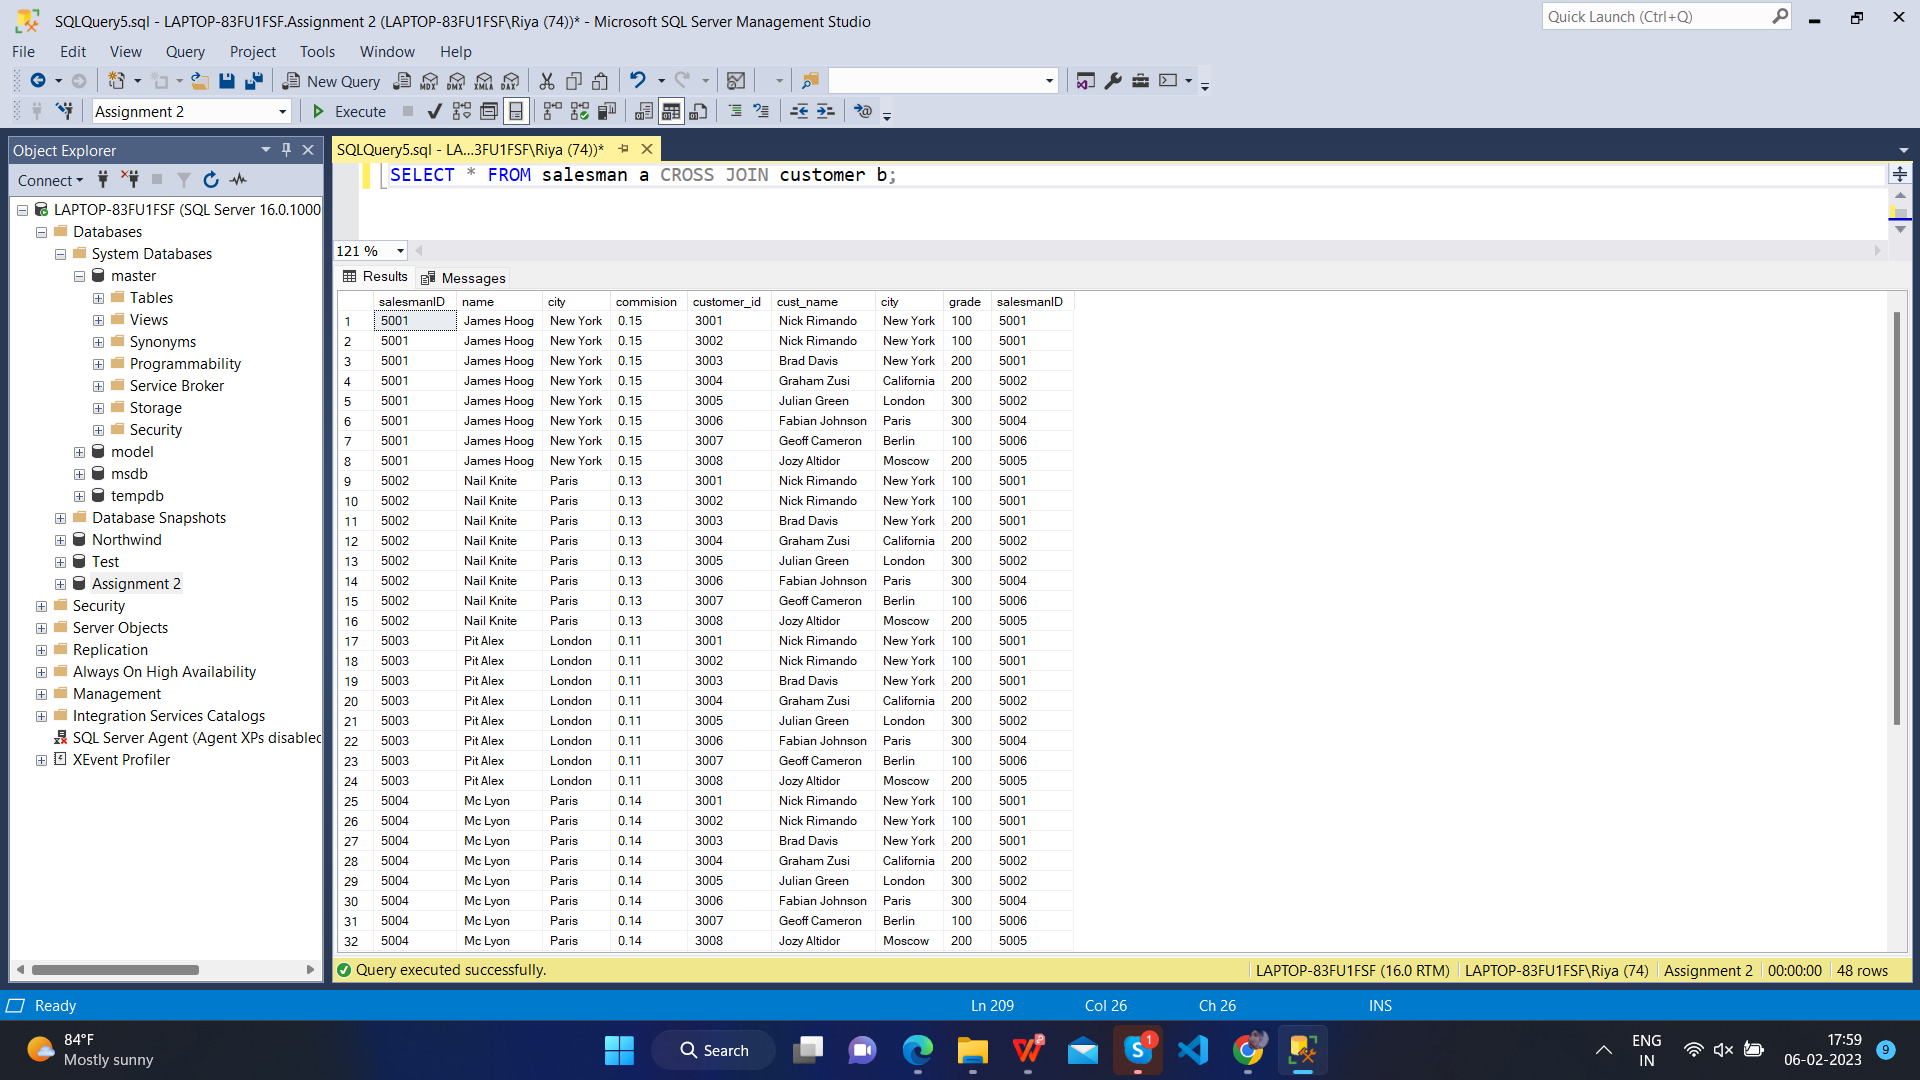 SQLQuery5.sql - LAPTOP-83FU1FSF.Assignment 2 (LAPTOP-83FU1FSF\Riya (74))* - Microsoft SQL Server Management Studio
Quick Launch (Ctrl+Q)
File Edit View Query Project Tools Window Help
New Query MDX DMX XMLA DAX
Assignment 2 Execute
Object Explorer
Connect
LAPTOP-83FU1FSF (SQL Server 16.0.1000
Databases
System Databases
master
Tables
Views
Synonyms
Programmability
Service Broker
Storage
Security
model
msdb
tempdb
Database Snapshots
Northwind
Test
Assignment 2
Security
Server Objects
Replication
Always On High Availability
Management
Integration Services Catalogs
SQL Server Agent (Agent XPs disabled
XEvent Profiler
SQLQuery5.sql - LA...3FU1FSF\Riya (74))*
SELECT * FROM salesman a CROSS JOIN customer b;
121 %
Results Messages
salesmanID name city commision customer_id cust_name city grade salesmanID
1 5001 James Hoog New York 0.15 3001 Nick Rimando New York 100 5001
2 5001 James Hoog New York 0.15 3002 Nick Rimando New York 100 5001
3 5001 James Hoog New York 0.15 3003 Brad Davis New York 200 5001
4 5001 James Hoog New York 0.15 3004 Graham Zusi California 200 5002
5 5001 James Hoog New York 0.15 3005 Julian Green London 300 5002
6 5001 James Hoog New York 0.15 3006 Fabian Johnson Paris 300 5004
7 5001 James Hoog New York 0.15 3007 Geoff Cameron Berlin 100 5006
8 5001 James Hoog New York 0.15 3008 Jozy Altidor Moscow 200 5005
9 5002 Nail Knite Paris 0.13 3001 Nick Rimando New York 100 5001
10 5002 Nail Knite Paris 0.13 3002 Nick Rimando New York 100 5001
11 5002 Nail Knite Paris 0.13 3003 Brad Davis New York 200 5001
12 5002 Nail Knite Paris 0.13 3004 Graham Zusi California 200 5002
13 5002 Nail Knite Paris 0.13 3005 Julian Green London 300 5002
14 5002 Nail Knite Paris 0.13 3006 Fabian Johnson Paris 300 5004
15 5002 Nail Knite Paris 0.13 3007 Geoff Cameron Berlin 100 5006
16 5002 Nail Knite Paris 0.13 3008 Jozy Altidor Moscow 200 5005
17 5003 Pit Alex London 0.11 3001 Nick Rimando New York 100 5001
18 5003 Pit Alex London 0.11 3002 Nick Rimando New York 100 5001
19 5003 Pit Alex London 0.11 3003 Brad Davis New York 200 5001
20 5003 Pit Alex London 0.11 3004 Graham Zusi California 200 5002
21 5003 Pit Alex London 0.11 3005 Julian Green London 300 5002
22 5003 Pit Alex London 0.11 3006 Fabian Johnson Paris 300 5004
23 5003 Pit Alex London 0.11 3007 Geoff Cameron Berlin 100 5006
24 5003 Pit Alex London 0.11 3008 Jozy Altidor Moscow 200 5005
25 5004 Mc Lyon Paris 0.14 3001 Nick Rimando New York 100 5001
26 5004 Mc Lyon Paris 0.14 3002 Nick Rimando New York 100 5001
27 5004 Mc Lyon Paris 0.14 3003 Brad Davis New York 200 5001
28 5004 Mc Lyon Paris 0.14 3004 Graham Zusi California 200 5002
29 5004 Mc Lyon Paris 0.14 3005 Julian Green London 300 5002
30 5004 Mc Lyon Paris 0.14 3006 Fabian Johnson Paris 300 5004
31 5004 Mc Lyon Paris 0.14 3007 Geoff Cameron Berlin 100 5006
32 5004 Mc Lyon Paris 0.14 3008 Jozy Altidor Moscow 200 5005
Query executed successfully. LAPTOP-83FU1FSF (16.0 RTM) LAPTOP-83FU1FSF\Riya (74) Assignment 2 00:00:00 48 rows
Ready Ln 209 Col 26 Ch 26 INS
84°F
Mostly sunny
Search
1
ENG
IN
17:59
06-02-2023
9